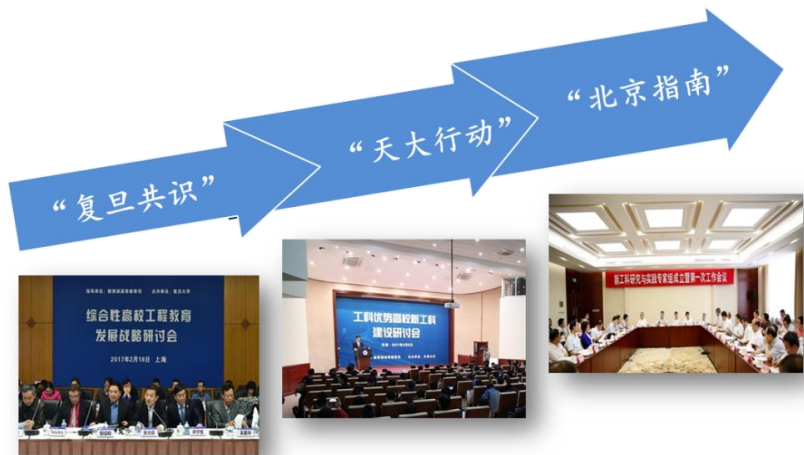 “复旦共识”
“天大行动”
“北京指南”
综合性高校工程教育
发展战略研讨会
2017年2月18日 上海
工科优势高校新工科
建设研讨会
新工科研究与实践专家组成立暨第一次工作会议